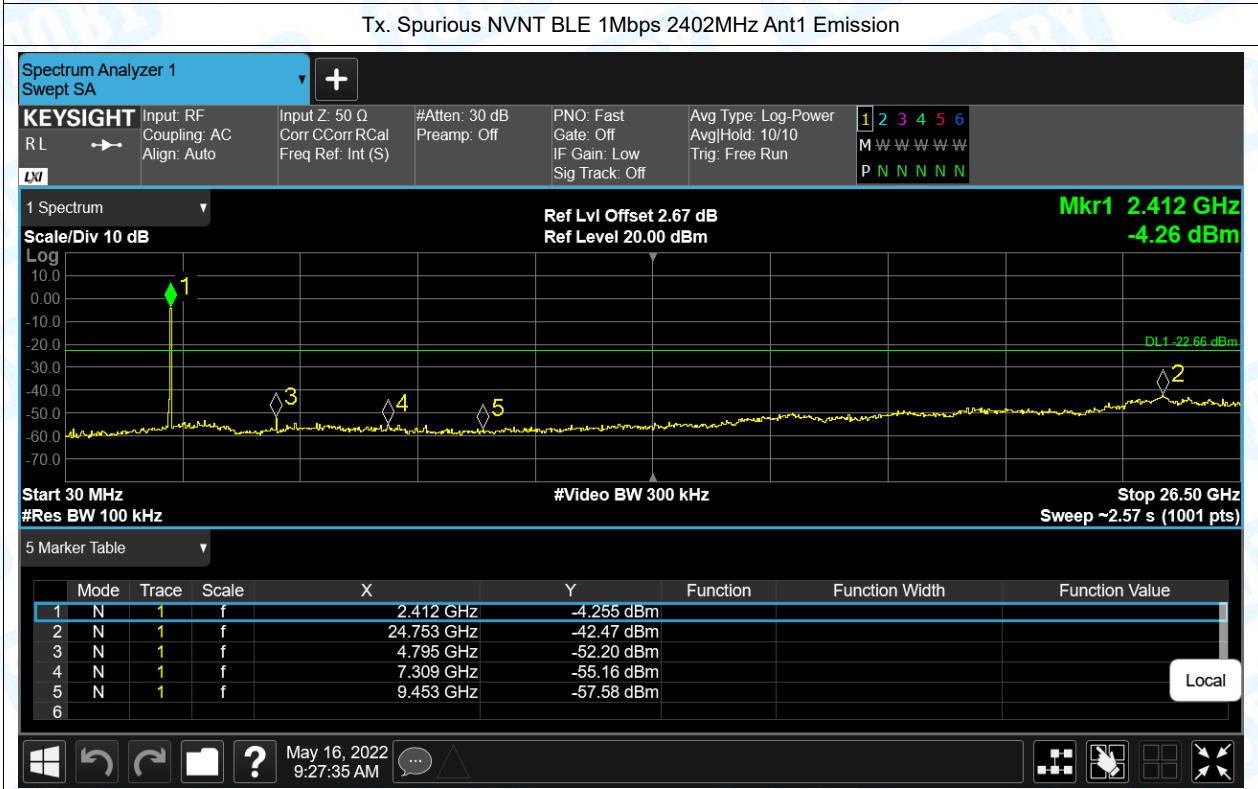 Tx. Spurious NVNT BLE 1Mbps 2402MHz Ant1 Emission
Spectrum Analyzer 1
Swept SA
KEYSIGHT
R L
LXI
Input: RF
Coupling: AC
Align: Auto
Input Z: 50 Ω
Corr CCorr RCal
Freq Ref: Int (S)
#Atten: 30 dB
Preamp: Off
PNO: Fast
Gate: Off
IF Gain: Low
Sig Track: Off
Avg Type: Log-Power
Avg|Hold: 10/10
Trig: Free Run
1 2 3 4 5 6
M W W W W W
P N N N N N
1 Spectrum
Scale/Div 10 dB
Ref Lvl Offset 2.67 dB
Ref Level 20.00 dBm
Mkr1 2.412 GHz
-4.26 dBm
Log
10.0
0.00
-10.0
-20.0
-30.0
-40.0
-50.0
-60.0
-70.0
1
DL1 -22.66 dBm
2
3
4
5
Start 30 MHz
#Video BW 300 kHz
Stop 26.50 GHz
#Res BW 100 kHz
Sweep ~2.57 s (1001 pts)
5 Marker Table
Mode Trace Scale X Y Function Function Width Function Value
1 N 1 f 2.412 GHz -4.255 dBm
2 N 1 f 24.753 GHz -42.47 dBm
3 N 1 f 4.795 GHz -52.20 dBm
4 N 1 f 7.309 GHz -55.16 dBm
5 N 1 f 9.453 GHz -57.58 dBm
6
Local
?
May 16, 2022
9:27:35 AM